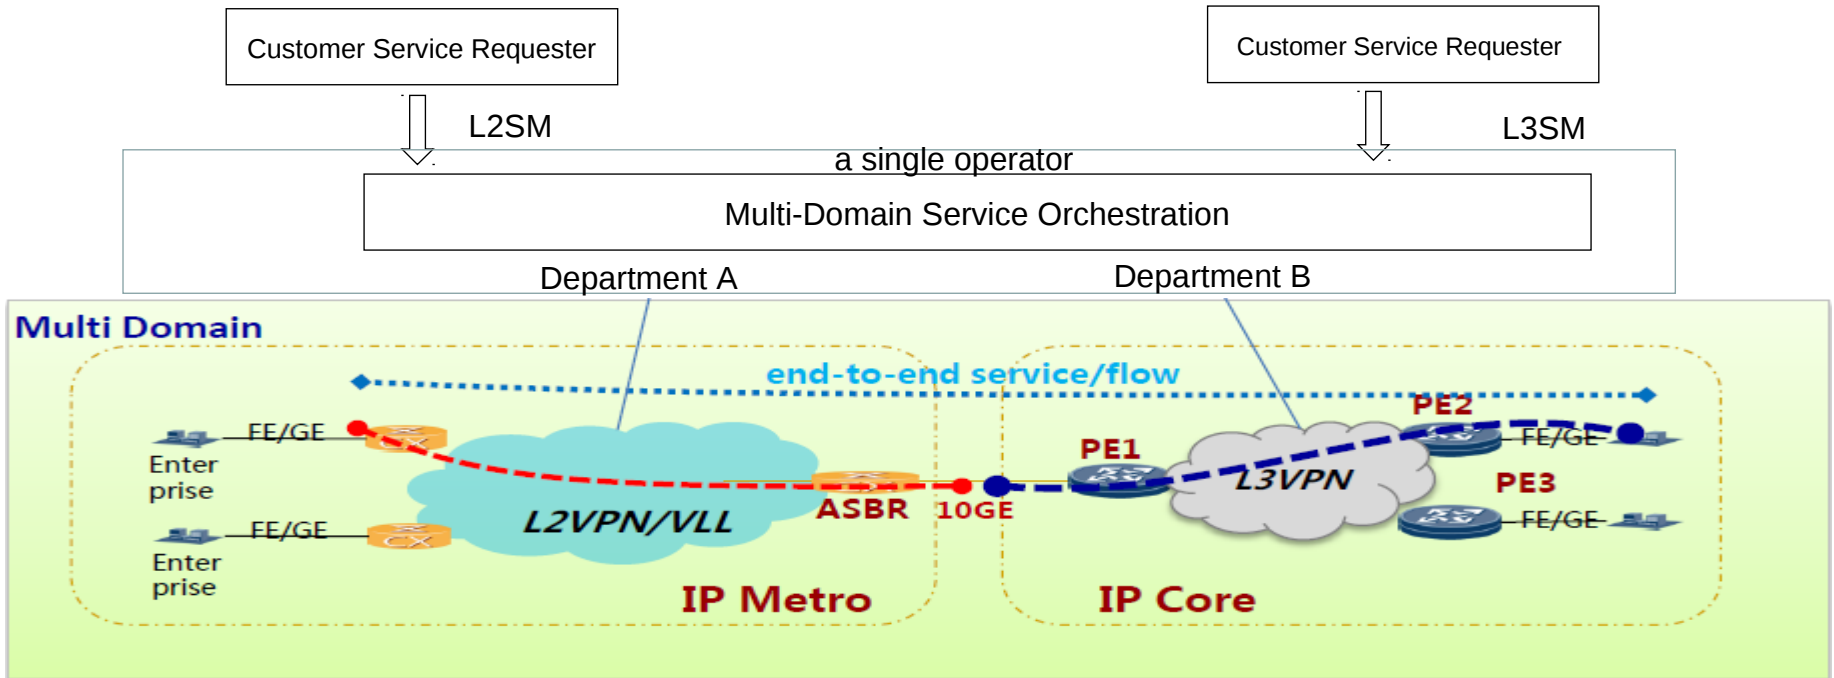 Customer Service Requester
Customer Service Requester
L2SM
L3SM
a single operator
Multi-Domain Service Orchestration
Department A
Department B
Multi Domain
end-to-end service/flow
PE2
FE/GE
CX
FE/GE
PE1
Enter
prise
L3VPN
PE3
ASBR
10GE
L2VPN/VLL
FE/GE
CX
FE/GE
Enter
prise
IP Metro
IP Core